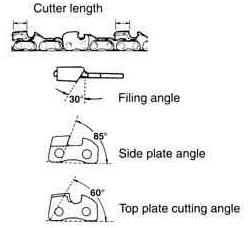 Cutter length
30°
Filing angle
85°
Side plate angle
60°
Top plate cutting angle